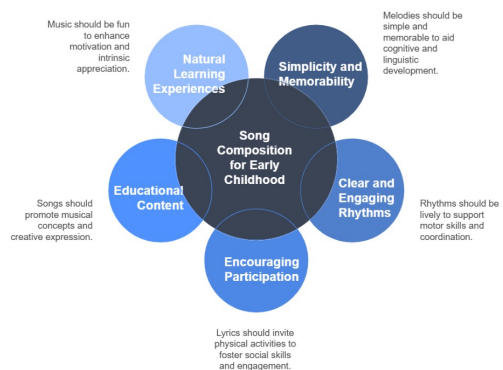 Music should be fun
to enhance
motivation and
intrinsic
appreciation.
Natural
Learning
Experiences
Simplicity and
Memorability
Melodies should be
simple and
memorable to aid
cognitive and
linguistic
development.
Song
Composition
for Early
Childhood
Songs should
promote musical
concepts and
creative expression.
Educational
Content
Clear and
Engaging
Rhythms
Rhythms should be
lively to support
motor skills and
coordination.
Encouraging
Participation
Lyrics should invite
physical activities to
foster social skills
and engagement.